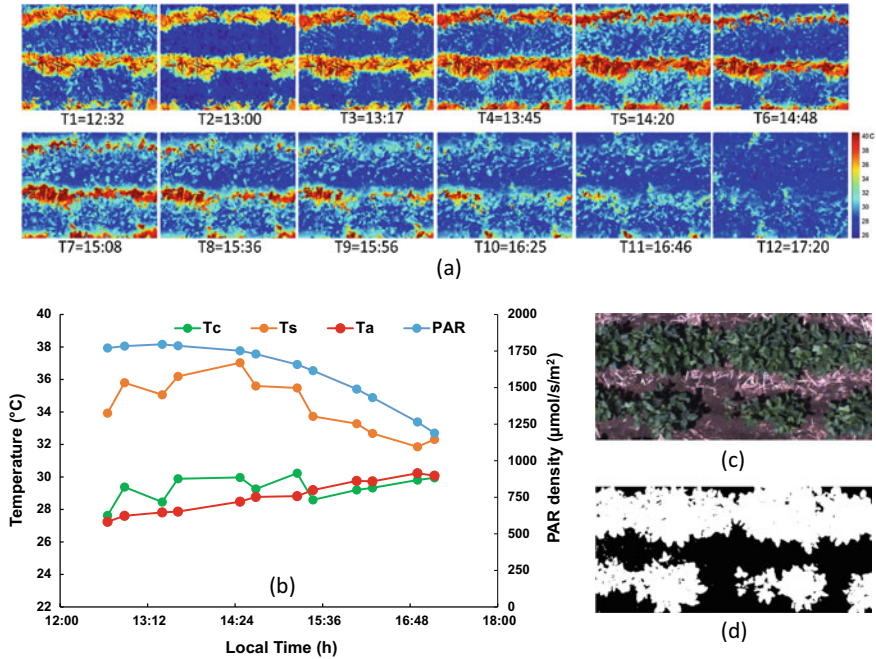 T1=12:32 T2=13:00 T3=13:17 T4=13:45 T5=14:20 T6=14:48
40 C
38
36
34
32
30
28
26
T7=15:08 T8=15:36 T9=15:56 T10=16:25 T11=16:46 T12=17:20
(a)
Tc Ts Ta PAR
40 2000
38 1750
36 1500
34 1250
32
30 1000
28 750
26 500
24 250
22 0
Temperature (°C)
PAR density (μmol/s/m²)
(b)
12:00 13:12 14:24 15:36 16:48 18:00
Local Time (h)
(c)
(d)